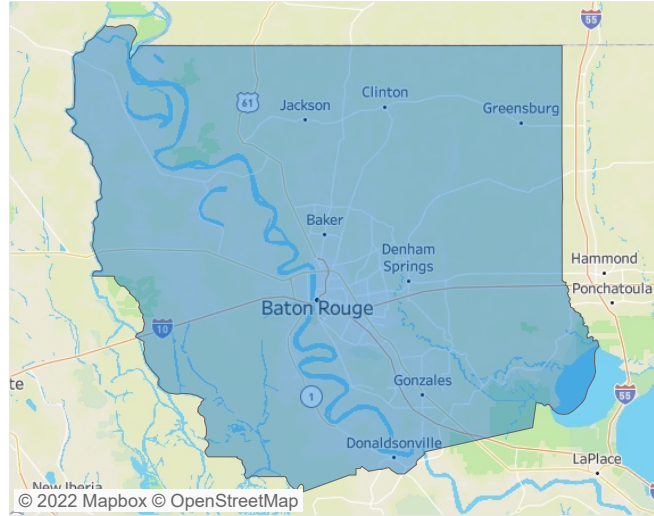 55
61
Jackson
Clinton
Greensburg
Baker
Denham
Springs
Hammond
Ponchatoula
Baton Rouge
10
te
55
Gonzales
1
Donaldsonville
LaPlace
New Iberia
© 2022 Mapbox © OpenStreetMap